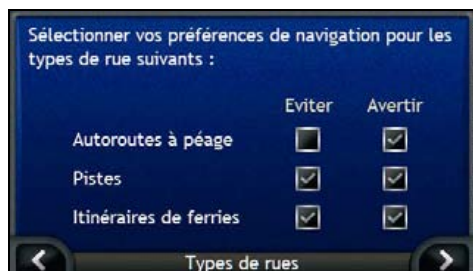 Sélectionner vos préférences de navigation pour les
types de rue suivants :
Eviter Avertir
Autoroutes à péage
Pistes
Itinéraires de ferries
Types de rues